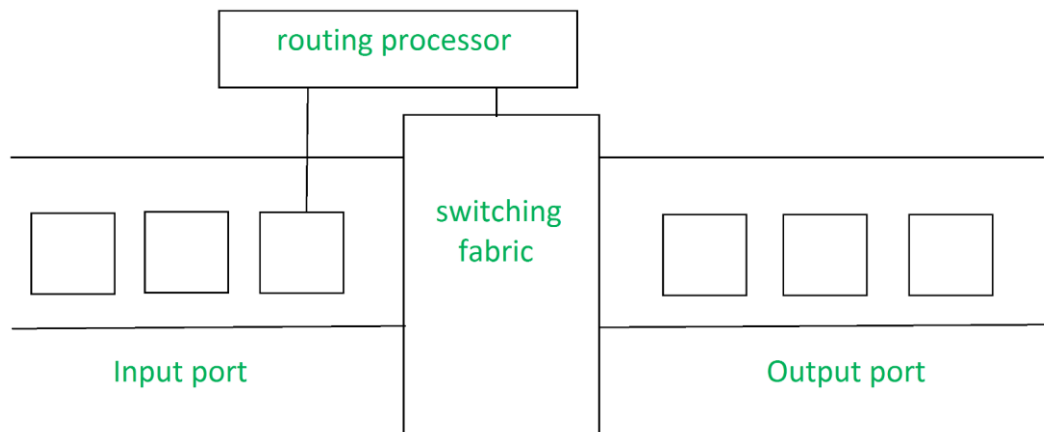 routing processor
switching
fabric
Input port
Output port